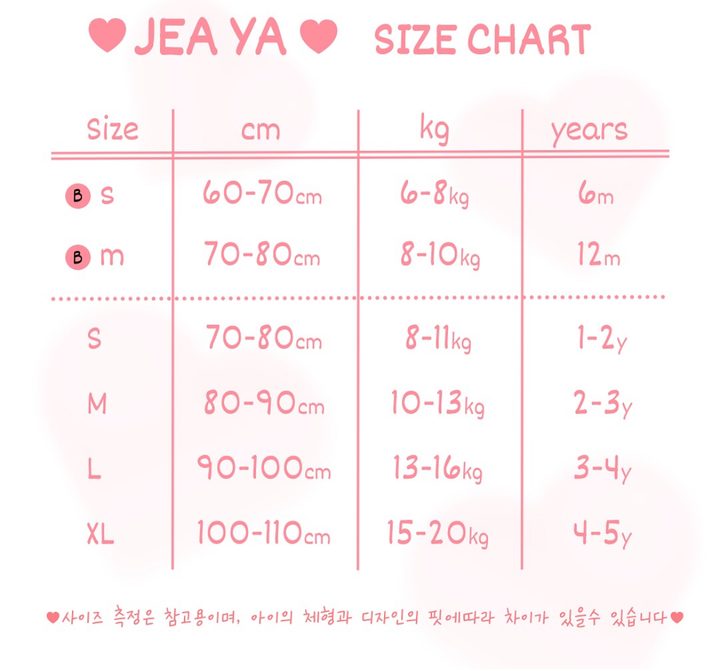 ♥JEA YA♥ SIZE CHART
Size cm kg years
B S 60-70cm 6-8kg 6m
B m 70-80cm 8-10kg 12m
S 70-80cm 8-11kg 1-2y
M 80-90cm 10-13kg 2-3y
L 90-100cm 13-16kg 3-4y
XL 100-110cm 15-20kg 4-5y
♥사이즈 측정은 참고용이며, 아이의 체형과 디자인의 핏에따라 차이가 있을수 있습니다♥